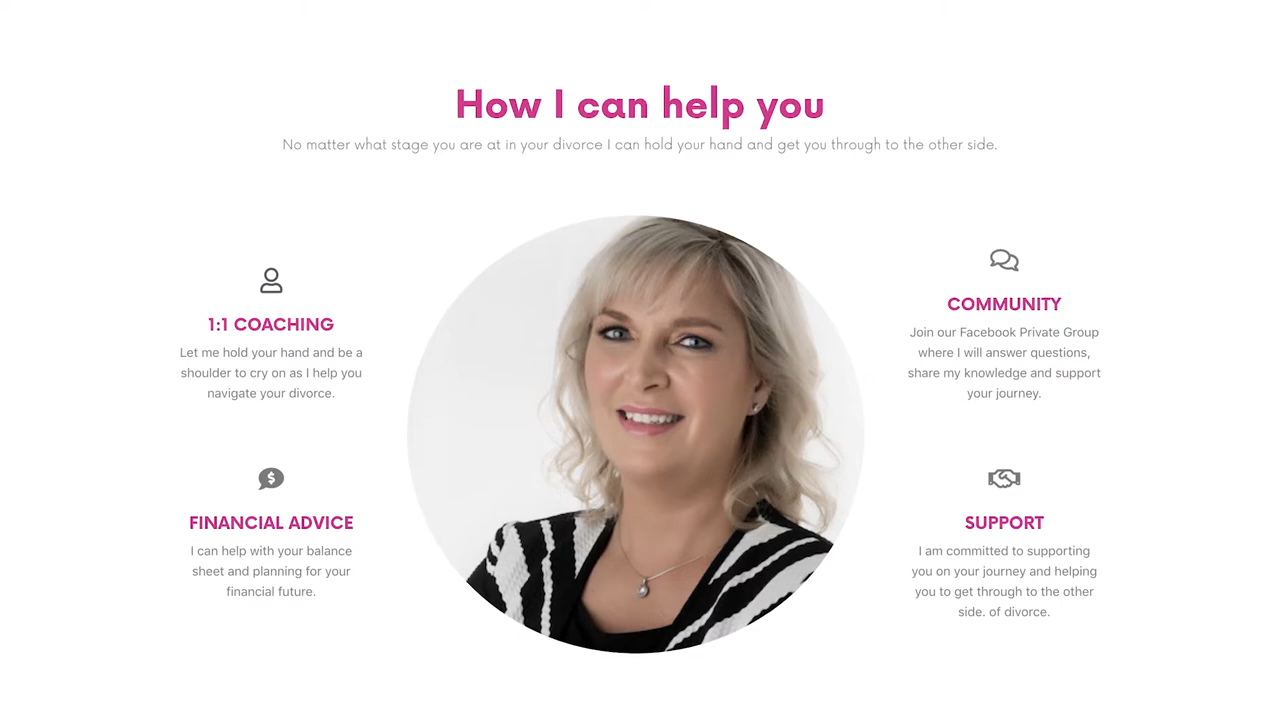 How I can help you
No matter what stage you are at in your divorce I can hold your hand and get you through to the other side.
1:1 COACHING
Let me hold your hand and be a
shoulder to cry on as I help you
navigate your divorce.
FINANCIAL ADVICE
I can help with your balance
sheet and planning for your
financial future.
COMMUNITY
Join our Facebook Private Group
where I will answer questions,
share my knowledge and support
your journey.
SUPPORT
I am committed to supporting
you on your journey and helping
you to get through to the other
side. of divorce.